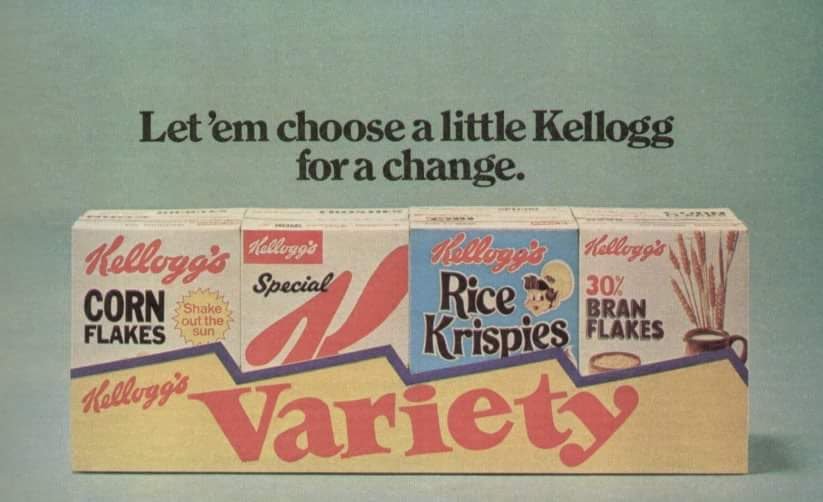 Let 'em choose a little Kellogg
for a change.
Kellogg's
CORN
FLAKES
Shake
out the
sun
Kellogg's
Special K
Kellogg's
Rice
Krispies
Kellogg's
30%
BRAN
FLAKES
Kellogg's
Variety